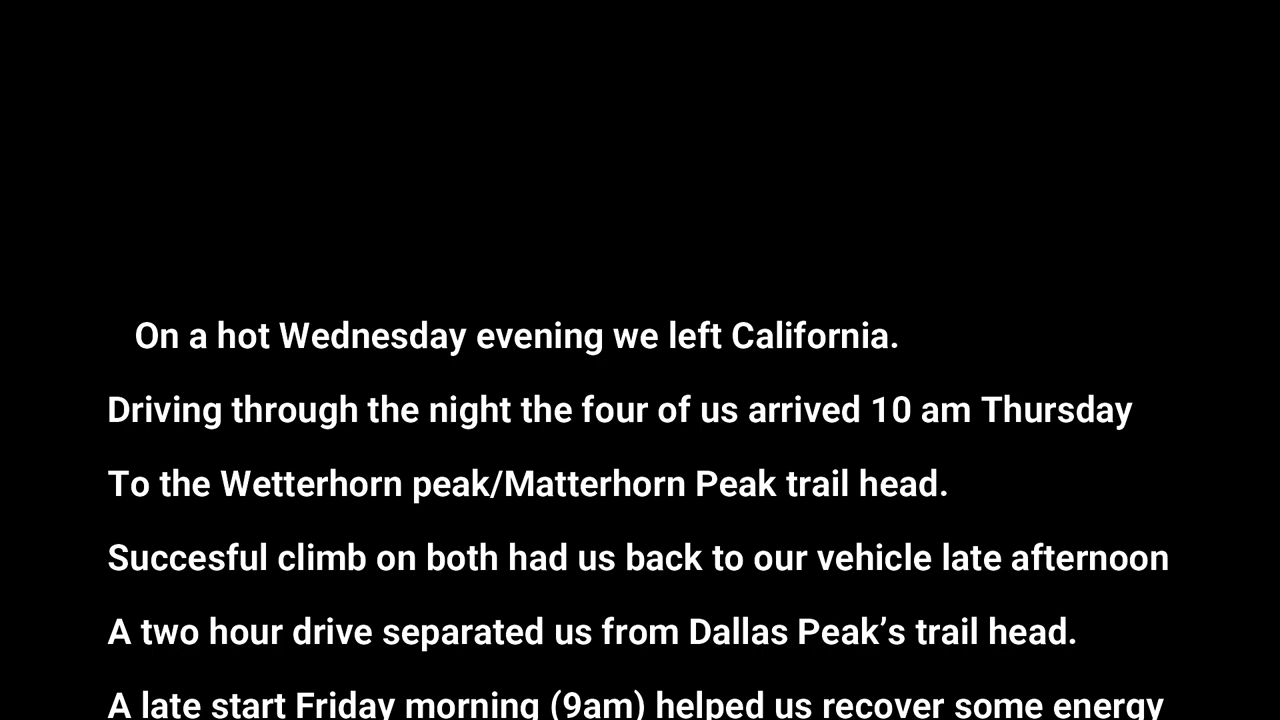 On a hot Wednesday evening we left California.
Driving through the night the four of us arrived 10 am Thursday
To the Wetterhorn peak/Matterhorn Peak trail head.
Succesful climb on both had us back to our vehicle late afternoon
A two hour drive separated us from Dallas Peak’s trail head.
A late start Friday morning (9am) helped us recover some energy